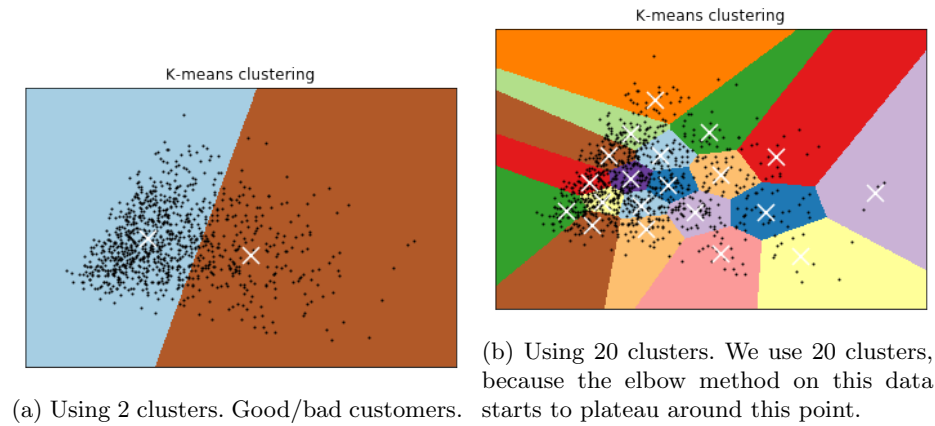 K-means clustering
(a) Using 2 clusters. Good/bad customers.
K-means clustering
(b) Using 20 clusters. We use 20 clusters,
because the elbow method on this data
starts to plateau around this point.